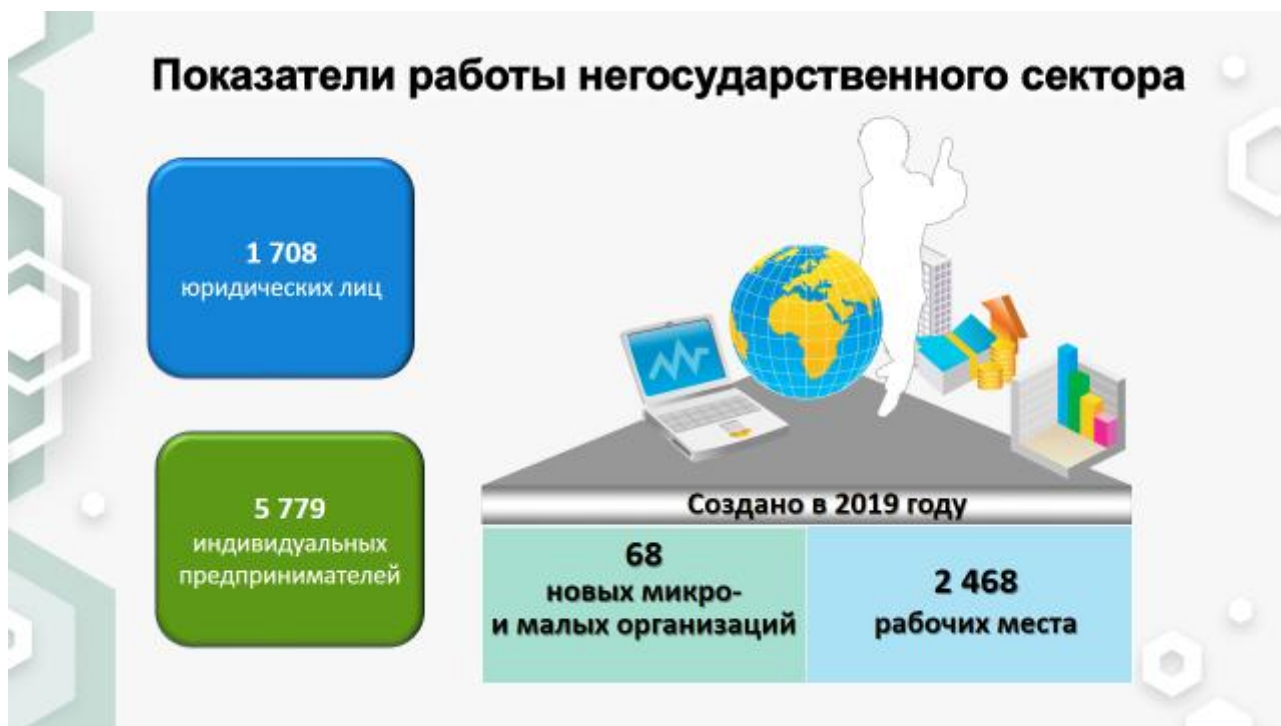 Показатели работы негосударственного сектора
1 708
юридических лиц
5 779
индивидуальных
предпринимателей
Создано в 2019 году
68
новых микро-
и малых организаций
2 468
рабочих места